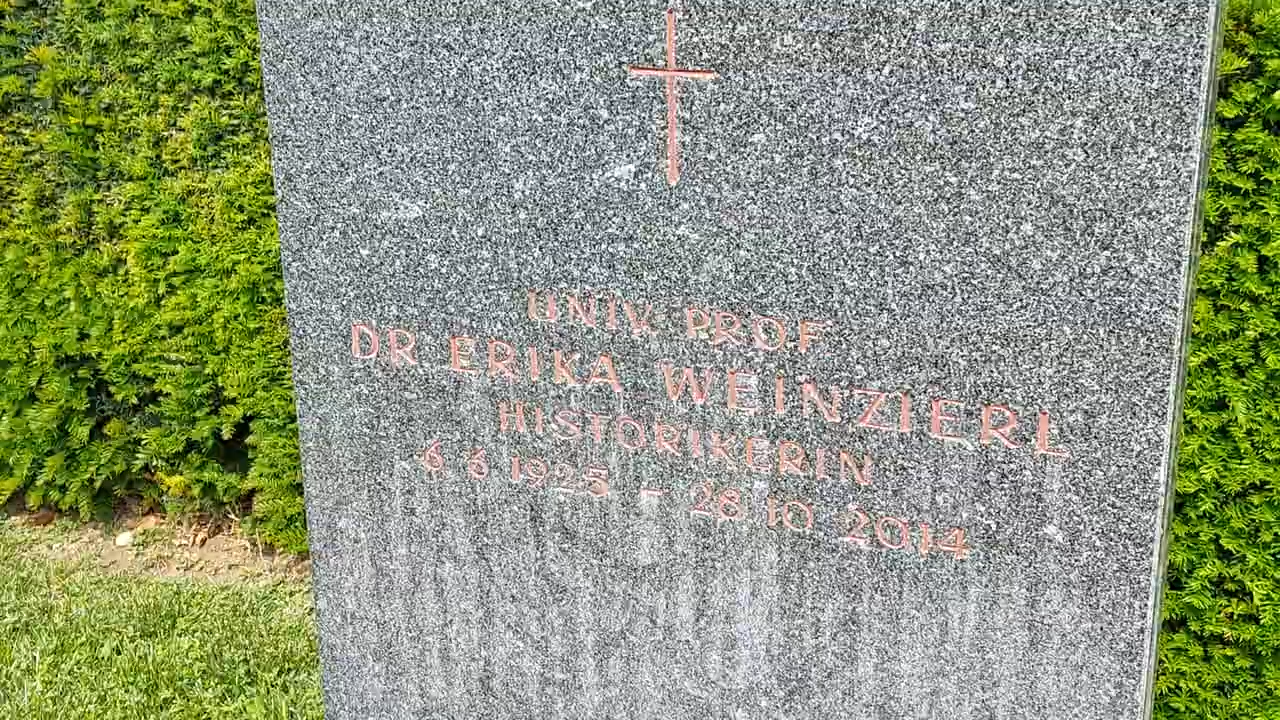 UNIV. PROF
DR ERIKA WEINZIERL
HISTORIKERIN
6 6 1925 – 28 10 2014